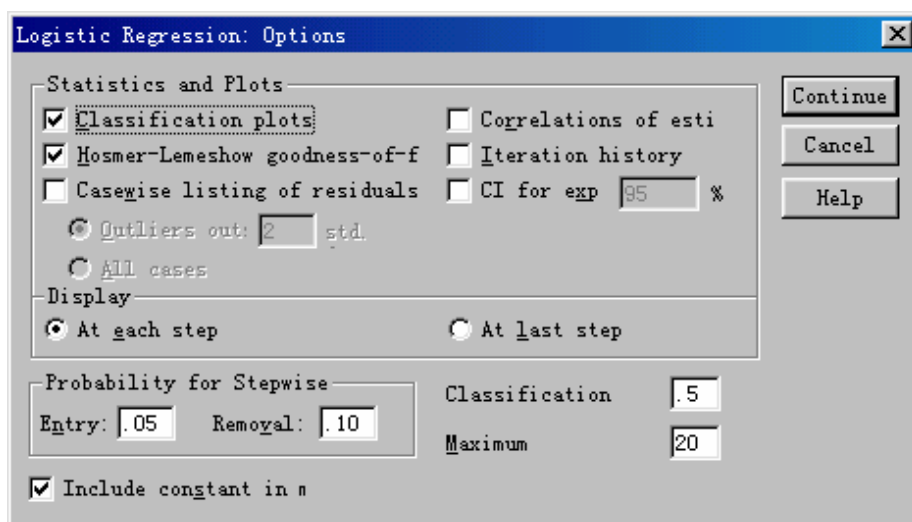 Logistic Regression: Options
Statistics and Plots
Classification plots
Correlations of esti
Hosmer-Lemeshow goodness-of-f
Iteration history
Casewise listing of residuals
CI for exp 95 %
Outliers out: 2 std.
All cases
Display
At each step
At last step
Probability for Stepwise
Entry: .05 Removal: .10
Classification .5
Maximum 20
Include constant in m
Continue
Cancel
Help